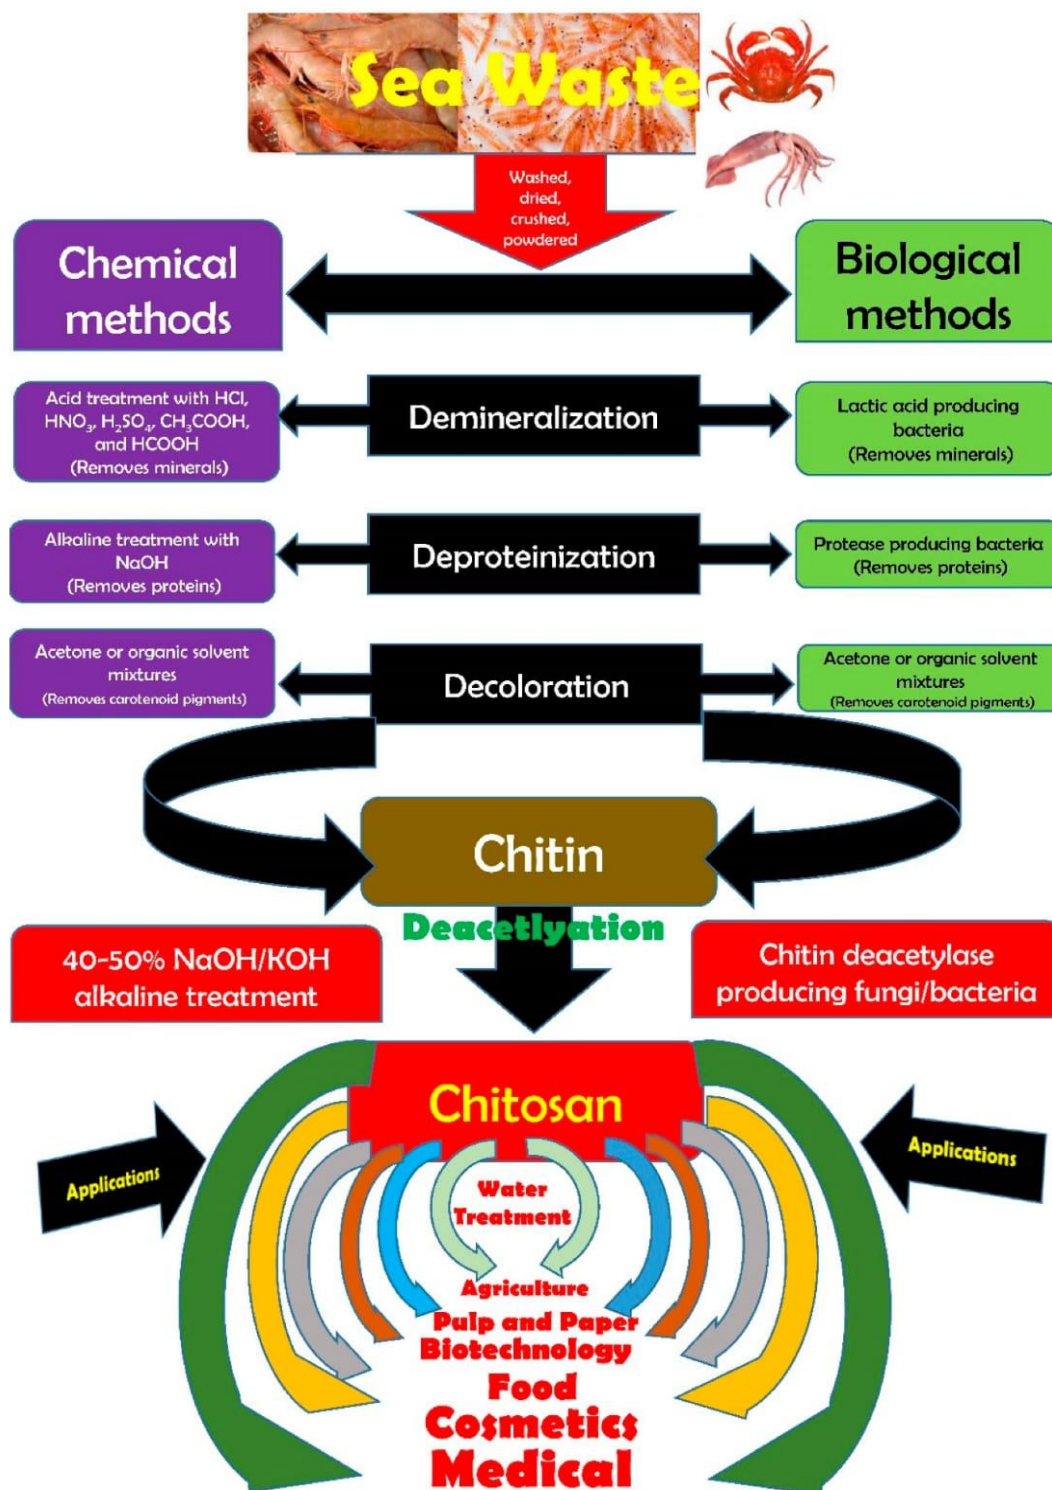 Sea Waste
Washed,
dried,
crushed,
powdered
Chemical
methods
Biological
methods
Acid treatment with HCl,
HNO₃, H₂SO₄, CH₃COOH,
and HCOOH
(Removes minerals)
Demineralization
Lactic acid producing
bacteria
(Removes minerals)
Alkaline treatment with
NaOH
(Removes proteins)
Deproteinization
Protease producing bacteria
(Removes proteins)
Acetone or organic solvent
mixtures
(Removes carotenoid pigments)
Decoloration
Acetone or organic solvent
mixtures
(Removes carotenoid pigments)
Chitin
Deacetlyation
40-50% NaOH/KOH
alkaline treatment
Chitin deacetylase
producing fungi/bacteria
Chitosan
Applications
Applications
Water
Treatment
Agriculture
Pulp and Paper
Biotechnology
Food
Cosmetics
Medical